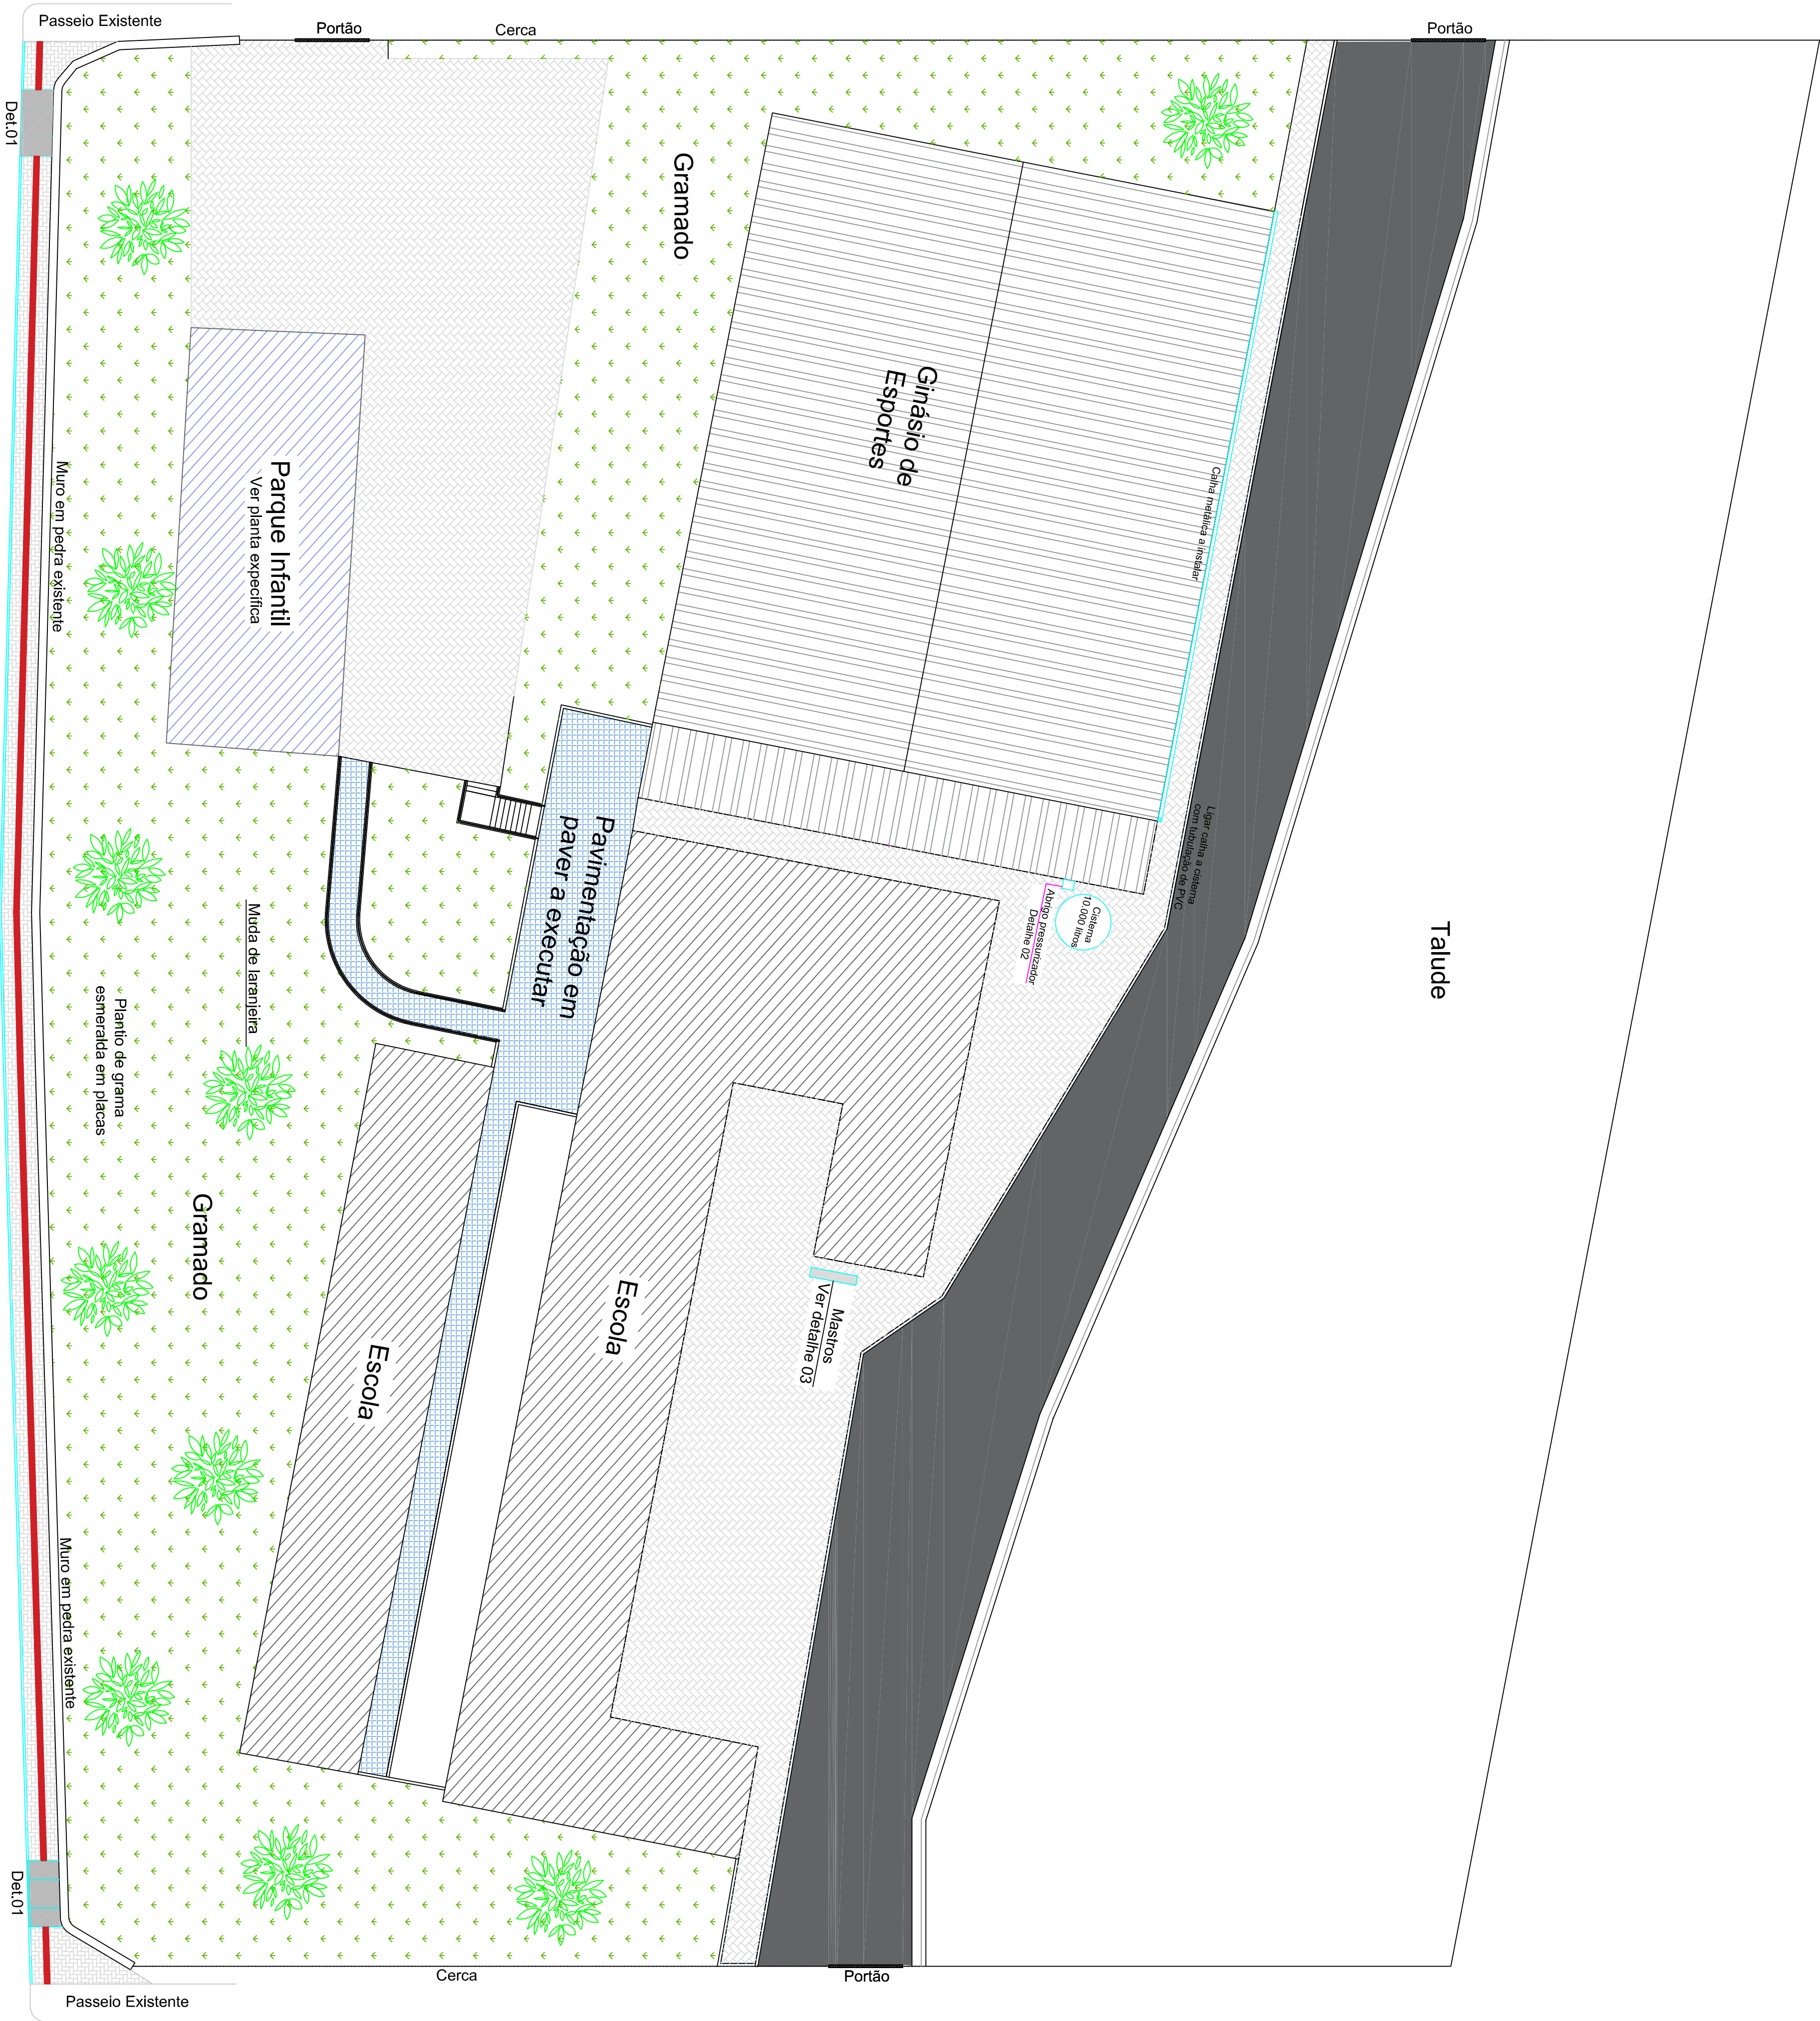 Passeio Existente
Portão
Cerca
Portão
Det.01
Gramado
Ginásio de
Esportes
Calha metálica a instalar
Muro em pedra existente
Parque Infantil
Ver planta expecífica
Ligar calha a cisterna
com tubulação de PVC
Pavimentação em
paver a executar
Cisterna
10.000 litros
Abrigo pressurizador
Detalhe 02
Talude
Muda de laranjeira
Plantio de grama
esmeralda em placas
Gramado
Escola
Escola
Mastros
Ver detalhe 03
Muro em pedra existente
Det.01
Cerca
Portão
Passeio Existente